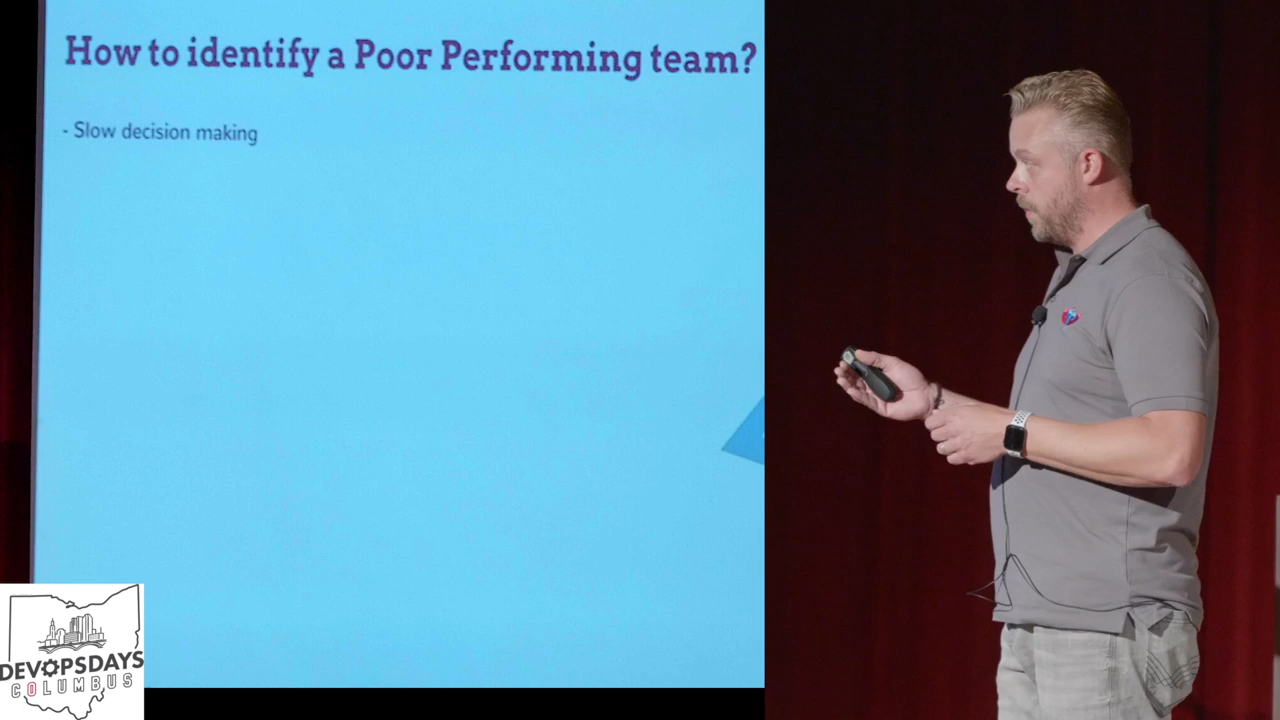 How to identify a Poor Performing team?
- Slow decision making
DEVOPSDAYS
COLUMBUS